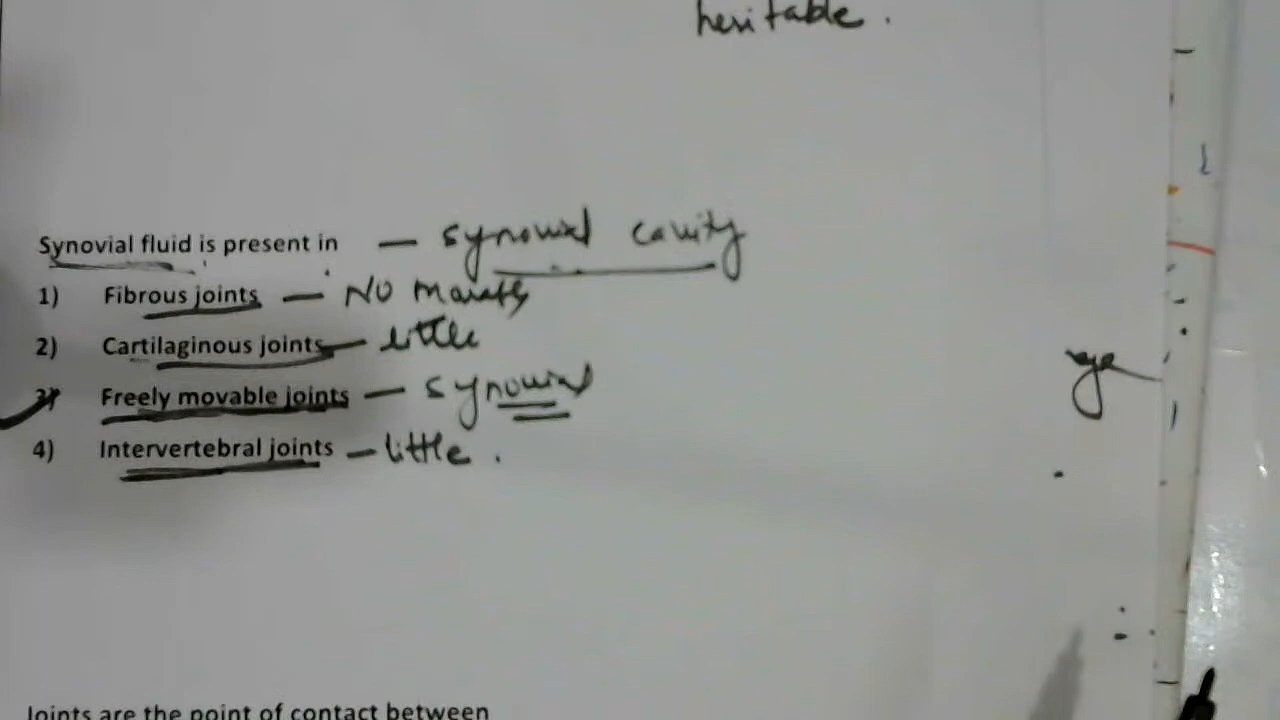 heritable.
Synovial fluid is present in — synovial cavity
1) Fibrous joints — NO
2) Cartilaginous joints — little
3) Freely movable joints — synovial
4) Intervertebral joints — little.
Joints are the point of contact between